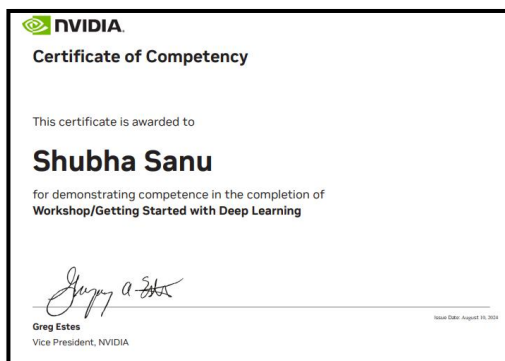 NVIDIA.
Certificate of Competency
This certificate is awarded to
Shubha Sanu
for demonstrating competence in the completion of
Workshop/Getting Started with Deep Learning
Greg Estes
Vice President, NVIDIA
Issue Date: August 10, 2024